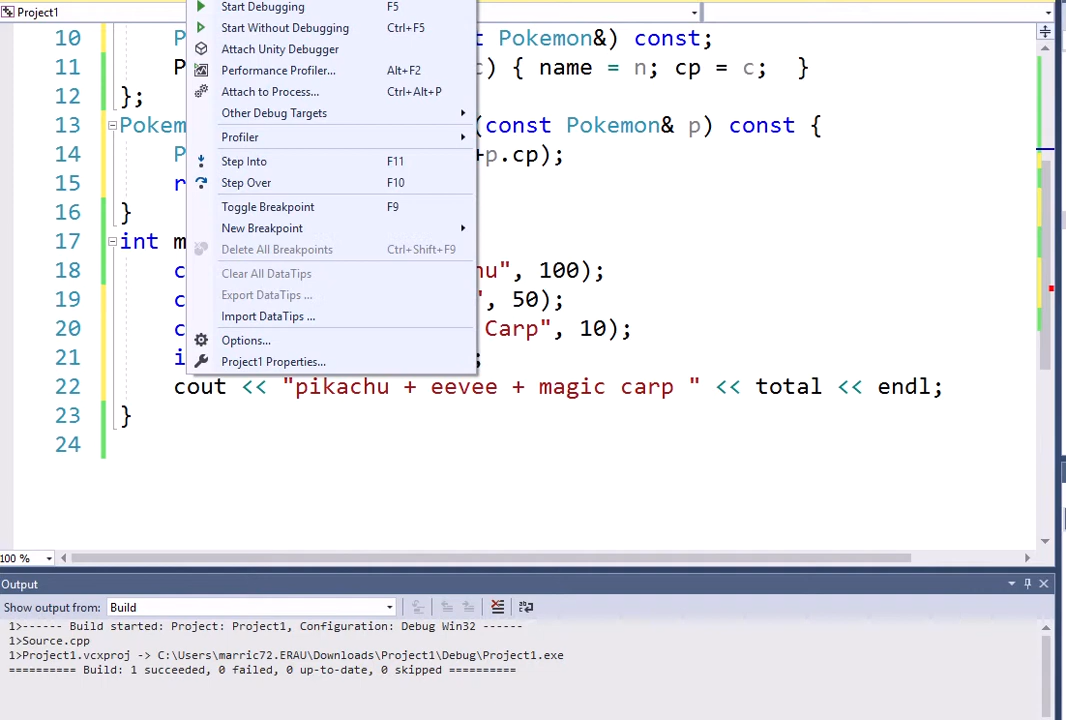 Project1
Start Debugging F5
Start Without Debugging Ctrl+F5
Attach Unity Debugger
Performance Profiler... Alt+F2
Attach to Process... Ctrl+Alt+P
Other Debug Targets
Profiler
Step Into F11
Step Over F10
Toggle Breakpoint F9
New Breakpoint
Delete All Breakpoints Ctrl+Shift+F9
Clear All DataTips
Export DataTips ...
Import DataTips ...
Options...
Project1 Properties...
10 P Pokemon&) const;
11 P c) { name = n; cp = c;  }
12 };
13 Pokem (const Pokemon& p) const {
14 P +p.cp);
15 r
16 }
17 int m
18 c hu", 100);
19 c ", 50);
20 c Carp", 10);
21 i ;
22 cout << "pikachu + eevee + magic carp " << total << endl;
23 }
24
100 %
Output
Show output from: Build
1>------ Build started: Project: Project1, Configuration: Debug Win32 ------
1>Source.cpp
1>Project1.vcxproj -> C:\Users\marric72.ERAU\Downloads\Project1\Debug\Project1.exe
========== Build: 1 succeeded, 0 failed, 0 up-to-date, 0 skipped ==========